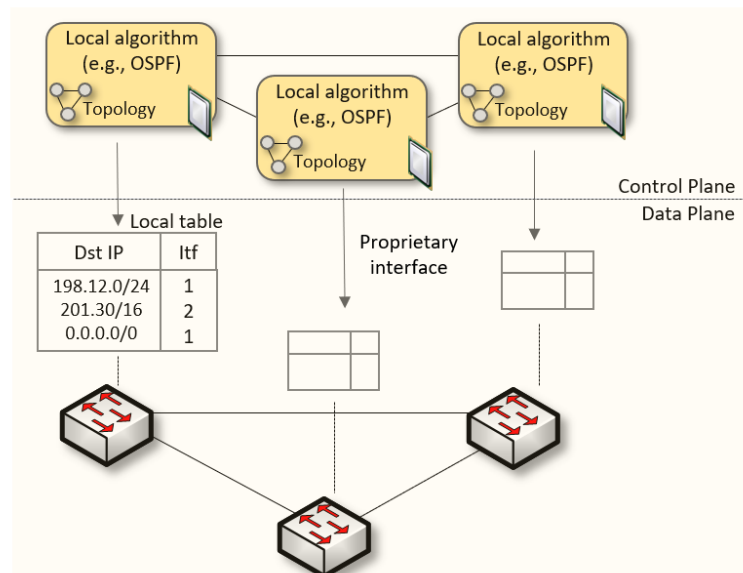 Local algorithm
(e.g., OSPF)
Topology
Local algorithm
(e.g., OSPF)
Topology
Local algorithm
(e.g., OSPF)
Topology
Control Plane
Data Plane
Local table
Dst IP Itf
198.12.0/24 1
201.30/16 2
0.0.0.0/0 1
Proprietary
interface